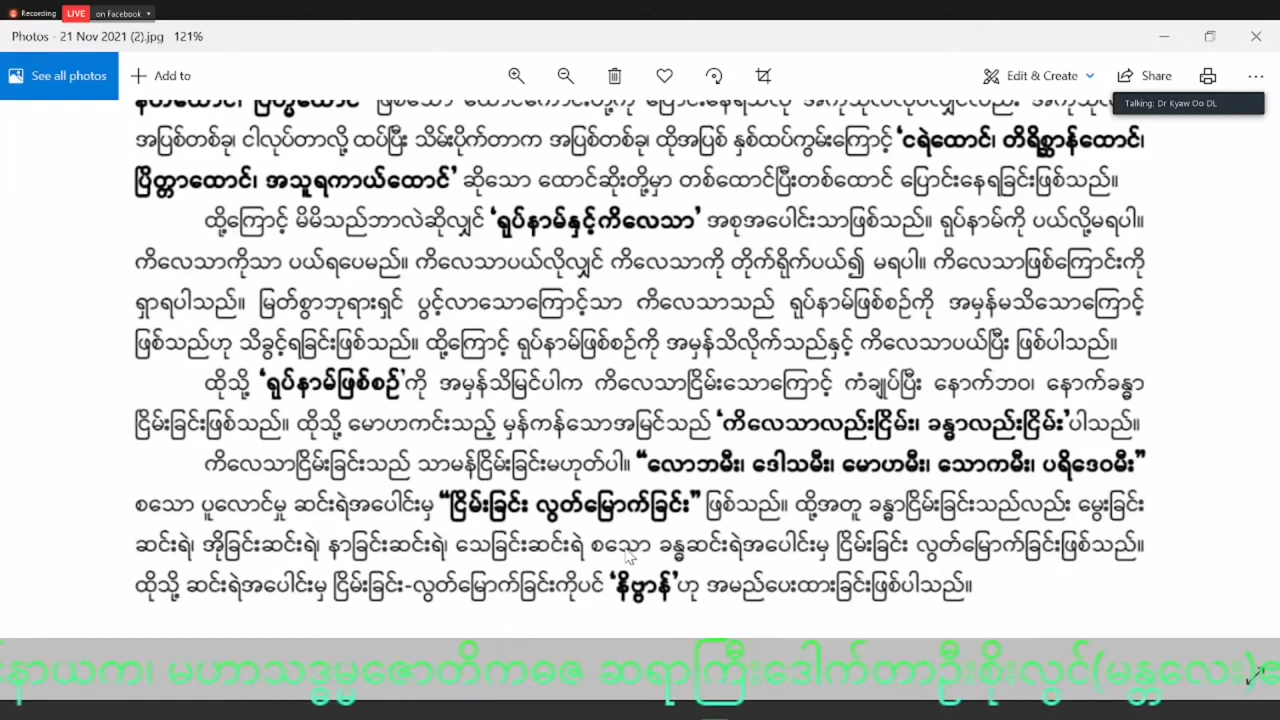 Recording
LIVE on Facebook
Photos - 21 Nov 2021 (2).jpg 121%
See all photos
Add to
Edit & Create
Share
Talking: Dr Kyaw Oo DL
အပြစ်တစ်ခု၊ ငါလုပ်တာလို့ ထပ်ပြီး သိမ်းပိုက်တာက အပြစ်တစ်ခု၊ ထိုအပြစ် နှစ်ထပ်ကွမ်းကြောင့် ‘ငရဲထောင်၊ တိရိစ္ဆာန်ထောင်၊
ပြိတ္တာထောင်၊ အသူရကာယ်ထောင်’ ဆိုသော ထောင်ဆိုးတို့မှာ တစ်ထောင်ပြီးတစ်ထောင် ပြောင်းနေရခြင်းဖြစ်သည်။
ထို့ကြောင့် မိမိသည်ဘာလဲဆိုလျှင် ‘ရုပ်နာမ်နှင့်ကိလေသာ’ အစုအပေါင်းသာဖြစ်သည်။ ရုပ်နာမ်ကို ပယ်လို့မရပါ။
ကိလေသာကိုသာ ပယ်ရပေမည်။ ကိလေသာပယ်လိုလျှင် ကိလေသာကို တိုက်ရိုက်ပယ်၍ မရပါ။ ကိလေသာဖြစ်ကြောင်းကို
ရှာရပါသည်။ မြတ်စွာဘုရားရှင် ပွင့်လာသောကြောင့်သာ ကိလေသာသည် ရုပ်နာမ်ဖြစ်စဉ်ကို အမှန်မသိသောကြောင့်
ဖြစ်သည်ဟု သိခွင့်ရခြင်းဖြစ်သည်။ ထို့ကြောင့် ရုပ်နာမ်ဖြစ်စဉ်ကို အမှန်သိလိုက်သည်နှင့် ကိလေသာပယ်ပြီး ဖြစ်ပါသည်။
ထိုသို့ ‘ရုပ်နာမ်ဖြစ်စဉ်’ကို အမှန်သိမြင်ပါက ကိလေသာငြိမ်းသောကြောင့် ကံချုပ်ပြီး နောက်ဘဝ၊ နောက်ခန္ဓာ
ငြိမ်းခြင်းဖြစ်သည်။ ထိုသို့ မောဟကင်းသည့် မှန်ကန်သောအမြင်သည် ‘ကိလေသာလည်းငြိမ်း၊ ခန္ဓာလည်းငြိမ်း’ပါသည်။
ကိလေသာငြိမ်းခြင်းသည် သာမန်ငြိမ်းခြင်းမဟုတ်ပါ။ “လောဘမီး၊ ဒေါသမီး၊ မောဟမီး၊ သောကမီး၊ ပရိဒေဝမီး”
စသော ပူလောင်မှု ဆင်းရဲအပေါင်းမှ “ငြိမ်းခြင်း လွတ်မြောက်ခြင်း” ဖြစ်သည်။ ထို့အတူ ခန္ဓာငြိမ်းခြင်းသည်လည်း မွေးခြင်း
ဆင်းရဲ၊ အိုခြင်းဆင်းရဲ၊ နာခြင်းဆင်းရဲ၊ သေခြင်းဆင်းရဲ စသော ခန္ဓဆင်းရဲအပေါင်းမှ ငြိမ်းခြင်း လွတ်မြောက်ခြင်းဖြစ်သည်။
ထိုသို့ ဆင်းရဲအပေါင်းမှ ငြိမ်းခြင်း-လွတ်မြောက်ခြင်းကိုပင် ‘နိဗ္ဗာန်’ဟု အမည်ပေးထားခြင်းဖြစ်ပါသည်။
နာယက၊ မဟာသဒ္ဓမ္မဇောတိကဓဇ ဆရာကြီးဒေါက်တာဦးစိုးလွင်(မန္တလေး)